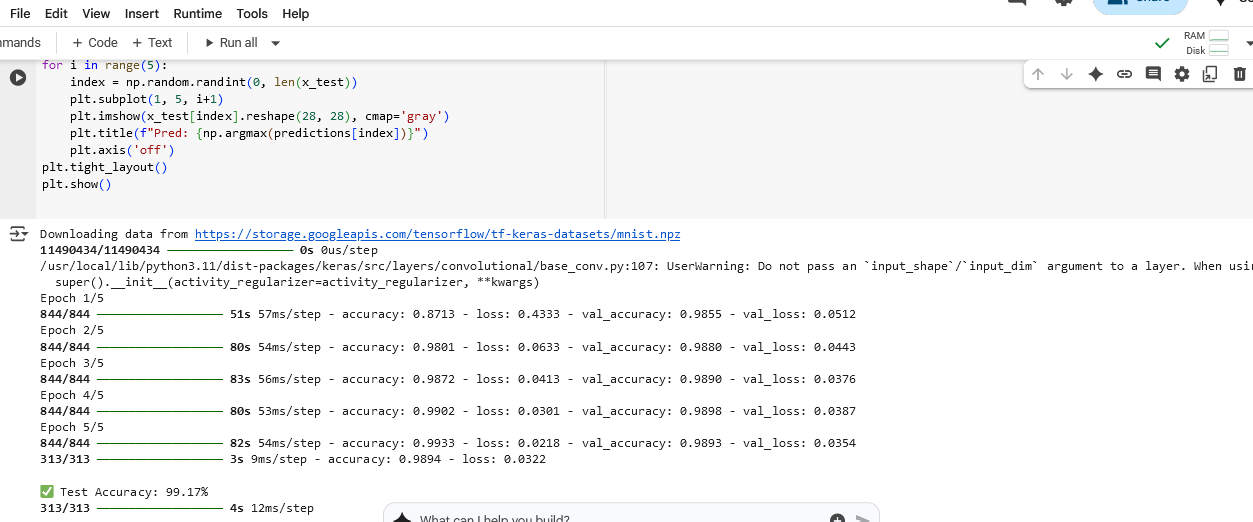 File Edit View Insert Runtime Tools Help
+ Code + Text Run all RAM
Disk
for i in range(5):
    index = np.random.randint(0, len(x_test))
    plt.subplot(1, 5, i+1)
    plt.imshow(x_test[index].reshape(28, 28), cmap='gray')
    plt.title(f"Pred: {np.argmax(predictions[index])}")
    plt.axis('off')
plt.tight_layout()
plt.show()
Downloading data from https://storage.googleapis.com/tensorflow/tf-keras-datasets/mnist.npz
11490434/11490434 ━━━━━━━━━━━━━━━━━━━━ 0s 0us/step
/usr/local/lib/python3.11/dist-packages/keras/src/layers/convolutional/base_conv.py:107: UserWarning: Do not pass an `input_shape`/`input_dim` argument to a layer. When
  super().__init__(activity_regularizer=activity_regularizer, **kwargs)
Epoch 1/5
844/844 ━━━━━━━━━━━━━━━━━━━━ 51s 57ms/step - accuracy: 0.8713 - loss: 0.4333 - val_accuracy: 0.9855 - val_loss: 0.0512
Epoch 2/5
844/844 ━━━━━━━━━━━━━━━━━━━━ 80s 54ms/step - accuracy: 0.9801 - loss: 0.0633 - val_accuracy: 0.9880 - val_loss: 0.0443
Epoch 3/5
844/844 ━━━━━━━━━━━━━━━━━━━━ 83s 56ms/step - accuracy: 0.9872 - loss: 0.0413 - val_accuracy: 0.9890 - val_loss: 0.0376
Epoch 4/5
844/844 ━━━━━━━━━━━━━━━━━━━━ 80s 53ms/step - accuracy: 0.9902 - loss: 0.0301 - val_accuracy: 0.9898 - val_loss: 0.0387
Epoch 5/5
844/844 ━━━━━━━━━━━━━━━━━━━━ 82s 54ms/step - accuracy: 0.9933 - loss: 0.0218 - val_accuracy: 0.9893 - val_loss: 0.0354
313/313 ━━━━━━━━━━━━━━━━━━━━ 3s 9ms/step - accuracy: 0.9894 - loss: 0.0322
✅ Test Accuracy: 99.17%
313/313 ━━━━━━━━━━━━━━━━━━━━ 4s 12ms/step
What can I help you build?